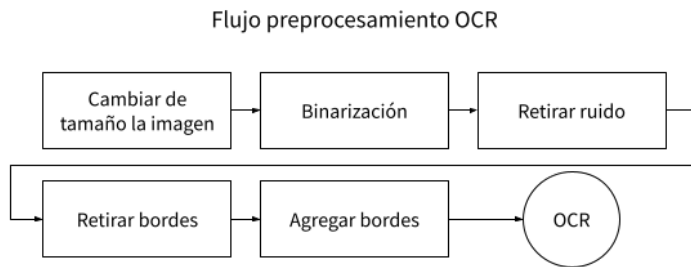 Flujo preprocesamiento OCR
Cambiar de
tamaño la imagen
Binarización
Retirar ruido
Retirar bordes
Agregar bordes
OCR